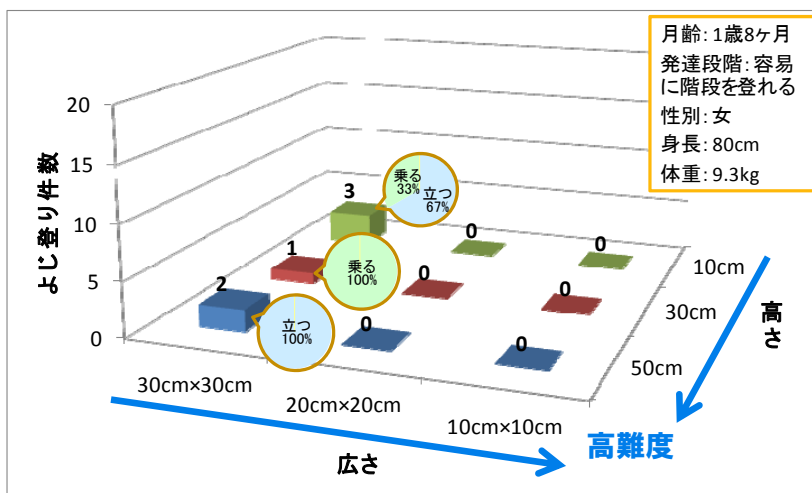 月齢: 1歳8ヶ月
発達段階: 容易
に階段を登れる
性別: 女
身長: 80cm
体重: 9.3kg
よじ登り件数
20
15
10
5
0
3
乗る
33%
立つ
67%
0
0
1
乗る
100%
0
0
2
立つ
100%
0
0
10cm
30cm
50cm
高さ
30cm×30cm
20cm×20cm
10cm×10cm
広さ
高難度